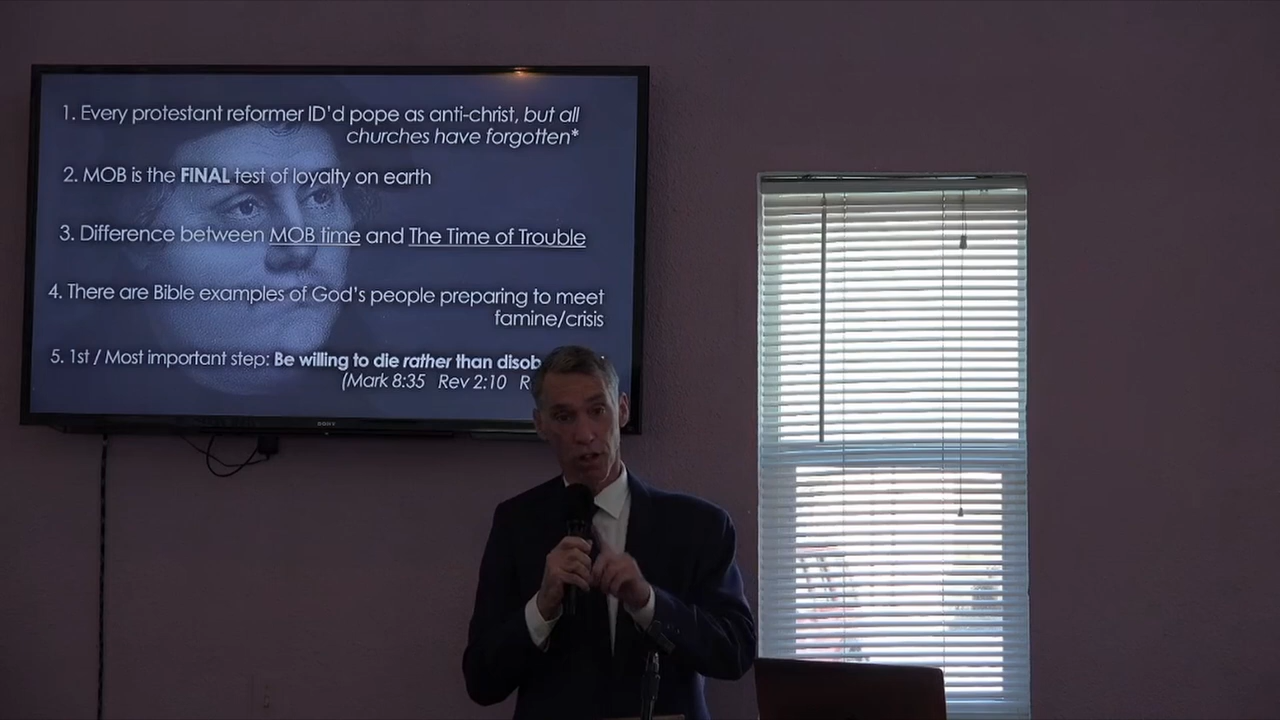 1. Every protestant reformer ID'd pope as anti-christ, but all
churches have forgotten*
2. MOB is the FINAL test of loyalty on earth
3. Difference between MOB time and The Time of Trouble
4. There are Bible examples of God's people preparing to meet
famine/crisis
5. 1st / Most important step: Be willing to die rather than
(Mark 8:35 Rev 2:10
SONY